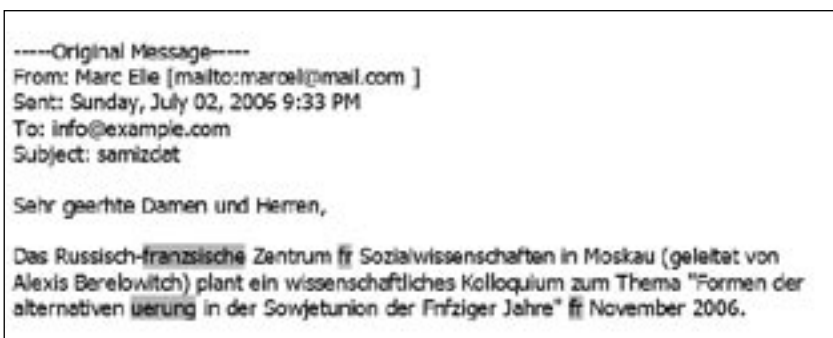 -----Original Message-----
From: Marc Elie [mailto:marcel@mail.com ]
Sent: Sunday, July 02, 2006 9:33 PM
To: info@example.com
Subject: samizdat
Sehr geerhte Damen und Herren,
Das Russisch-franzsische Zentrum fr Sozialwissenschaften in Moskau (geleitet von
Alexis Berelowitch) plant ein wissenschaftliches Kolloquium zum Thema "Formen der
alternativen uerung in der Sowjetunion der Fnfziger Jahre" fr November 2006.